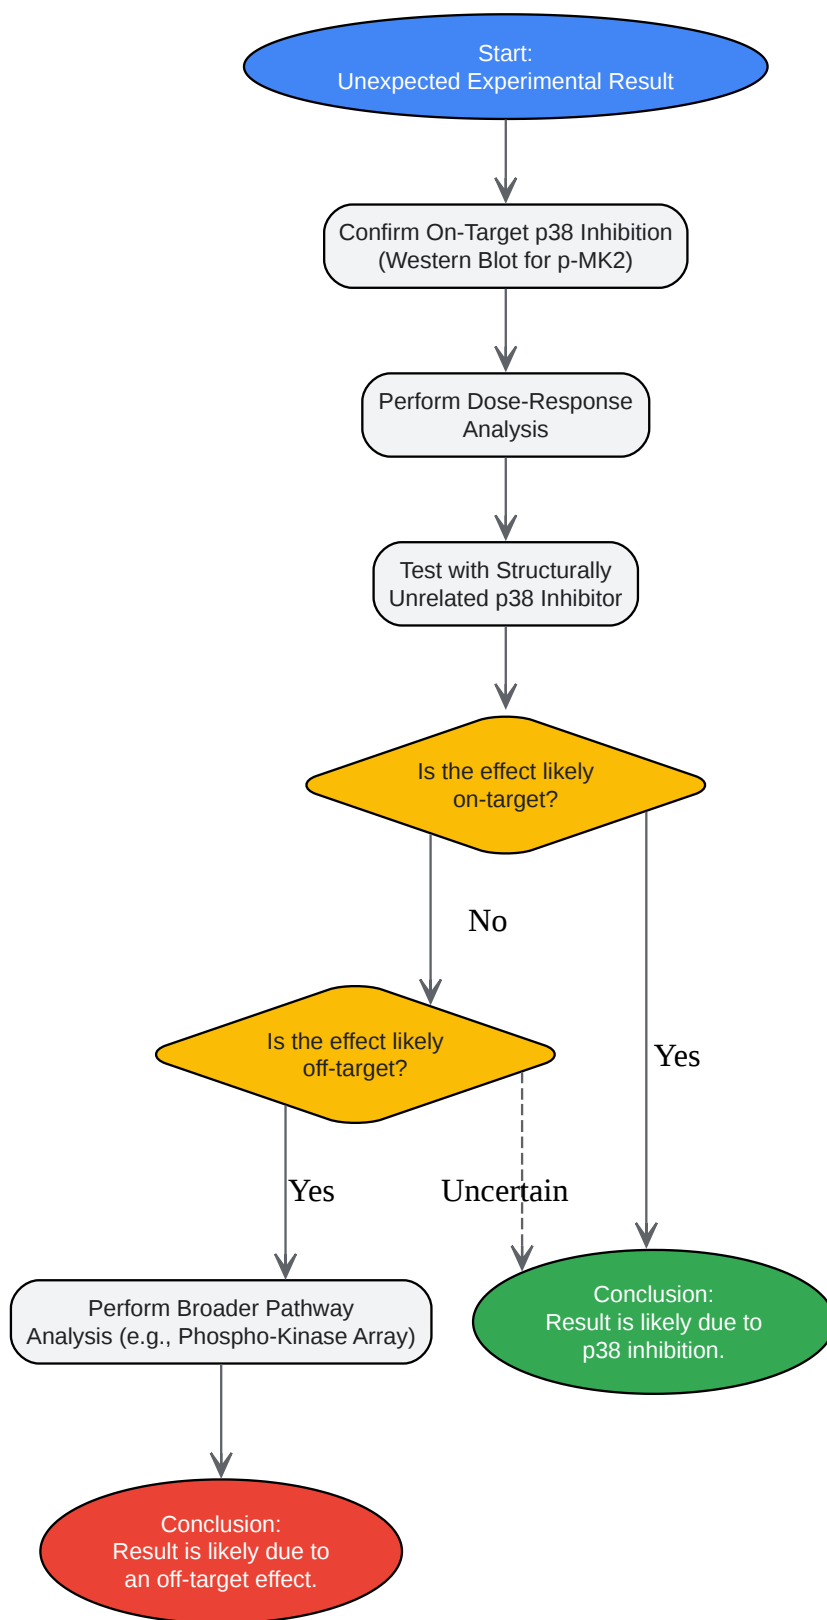 Start:
Unexpected Experimental Result
Confirm On-Target p38 Inhibition
(Western Blot for p-MK2)
Perform Dose-Response
Analysis
Test with Structurally
Unrelated p38 Inhibitor
Is the effect likely
on-target?
No
Is the effect likely
off-target?
Yes
Yes
Uncertain
Perform Broader Pathway
Analysis (e.g., Phospho-Kinase Array)
Conclusion:
Result is likely due to
p38 inhibition.
Conclusion:
Result is likely due to
an off-target effect.